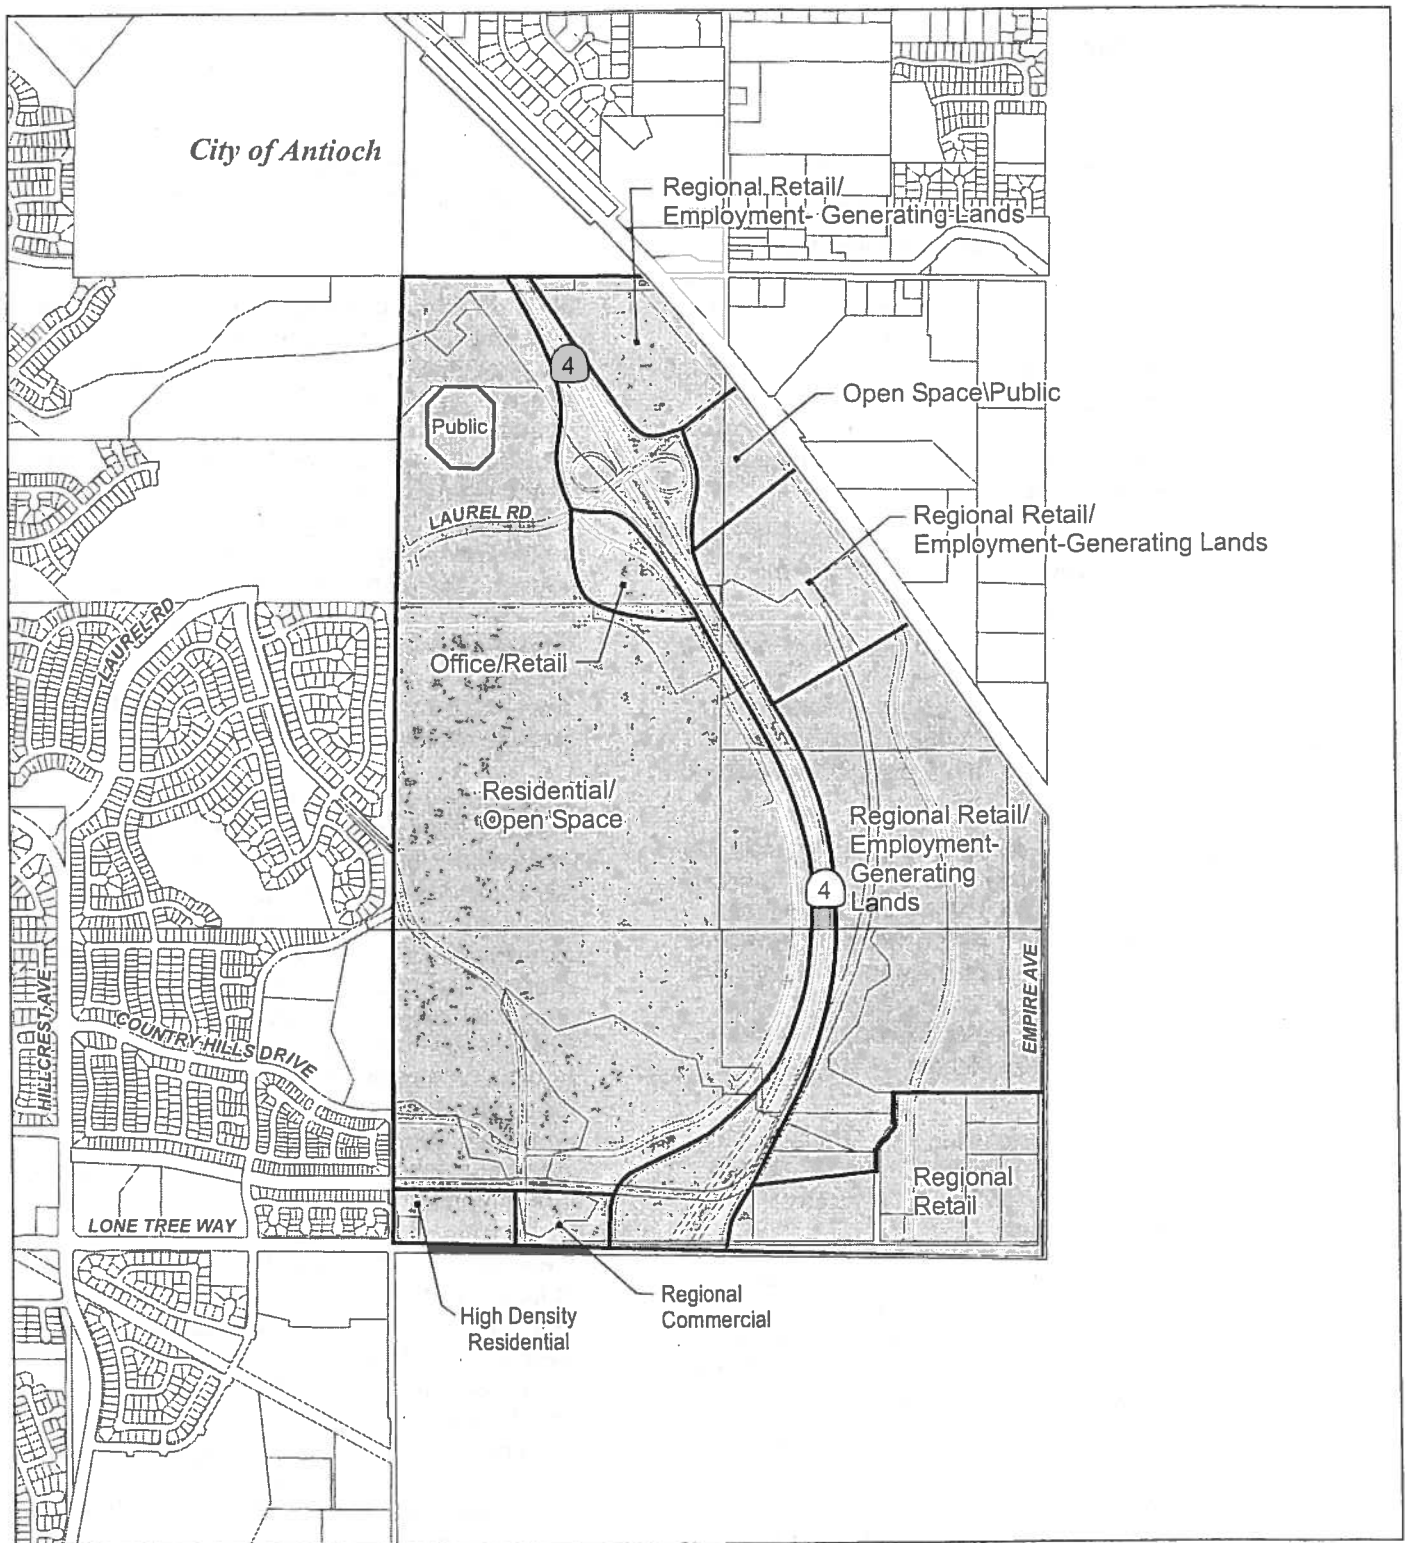 City of Antioch
Regional Retail/
Employment- Generating Lands
4
Open Space\Public
Public
Regional Retail/
Employment-Generating Lands
LAUREL RD
LAUREL RD
Office/Retail
Residential/
Open Space
Regional Retail/
Employment-
Generating
Lands
4
EMPIRE AVE
HILLCREST AVE
COUNTRY HILLS DRIVE
Regional
Retail
LONE TREE WAY
Regional
Commercial
High Density
Residential